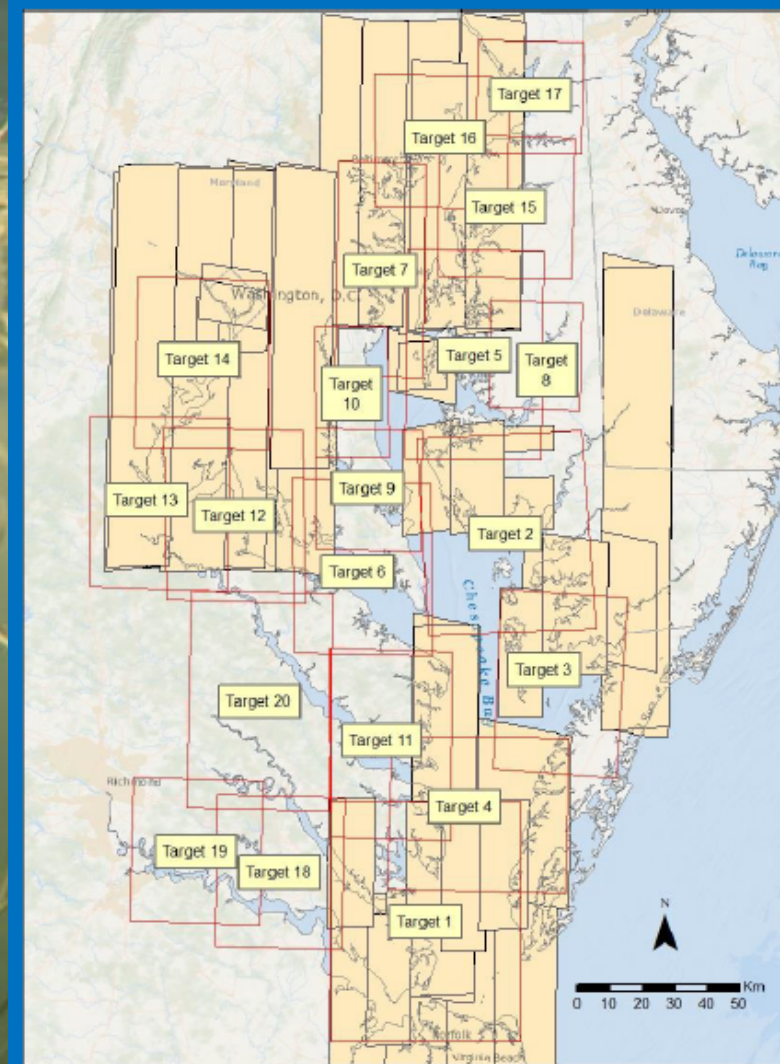 Target 17
Target 16
Maryland
Target 15
Dover
Target 7
Delaware
Bay
Washington, D.C.
Delaware
Target 14
Target 5
Target
8
Target
10
Target 9
Target 13
Target 12
Target 2
Target 6
Chesapeake Bay
Target 3
Target 20
Target 11
Richmond
Target 4
Target 19
Target 18
Target 1
N
Km
0 10 20 30 40 50
Norfolk
Virginia Beach